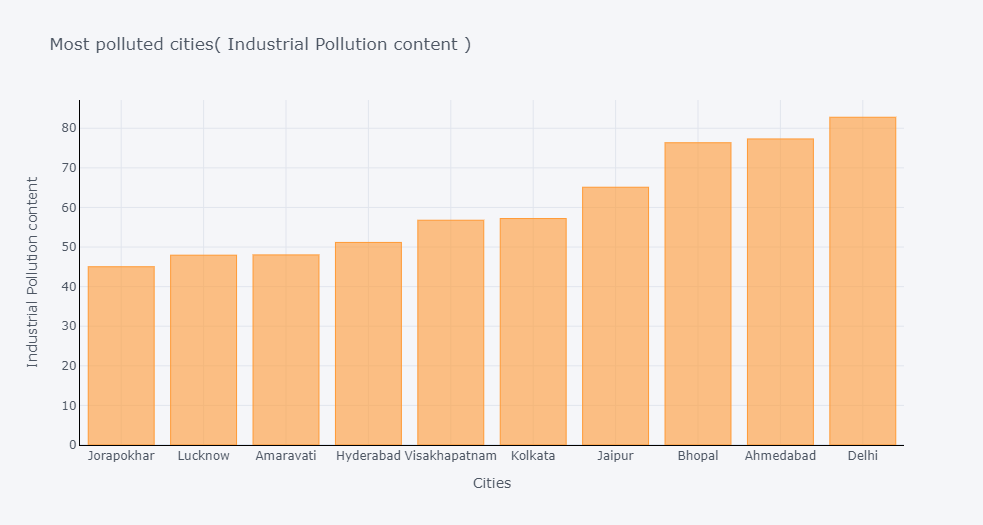 Most polluted cities( Industrial Pollution content )
Industrial Pollution content
80
70
60
50
40
30
20
10
0
Jorapokhar Lucknow Amaravati Hyderabad Visakhapatnam Kolkata Jaipur Bhopal Ahmedabad Delhi
Cities